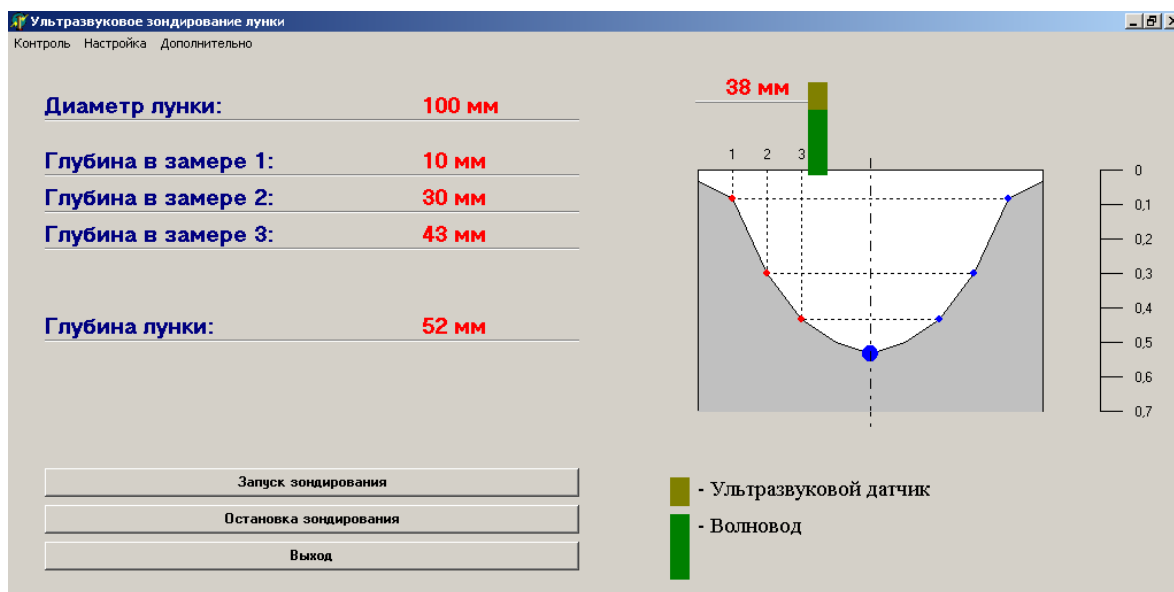 Ультразвуковое зондирование лунки
Контроль Настройка Дополнительно
Диаметр лунки: 100 мм
Глубина в замере 1: 10 мм
Глубина в замере 2: 30 мм
Глубина в замере 3: 43 мм
Глубина лунки: 52 мм
Запуск зондирования
Остановка зондирования
Выход
38 мм
1 2 3
0
0,1
0,2
0,3
0,4
0,5
0,6
0,7
- Ультразвуковой датчик
- Волновод